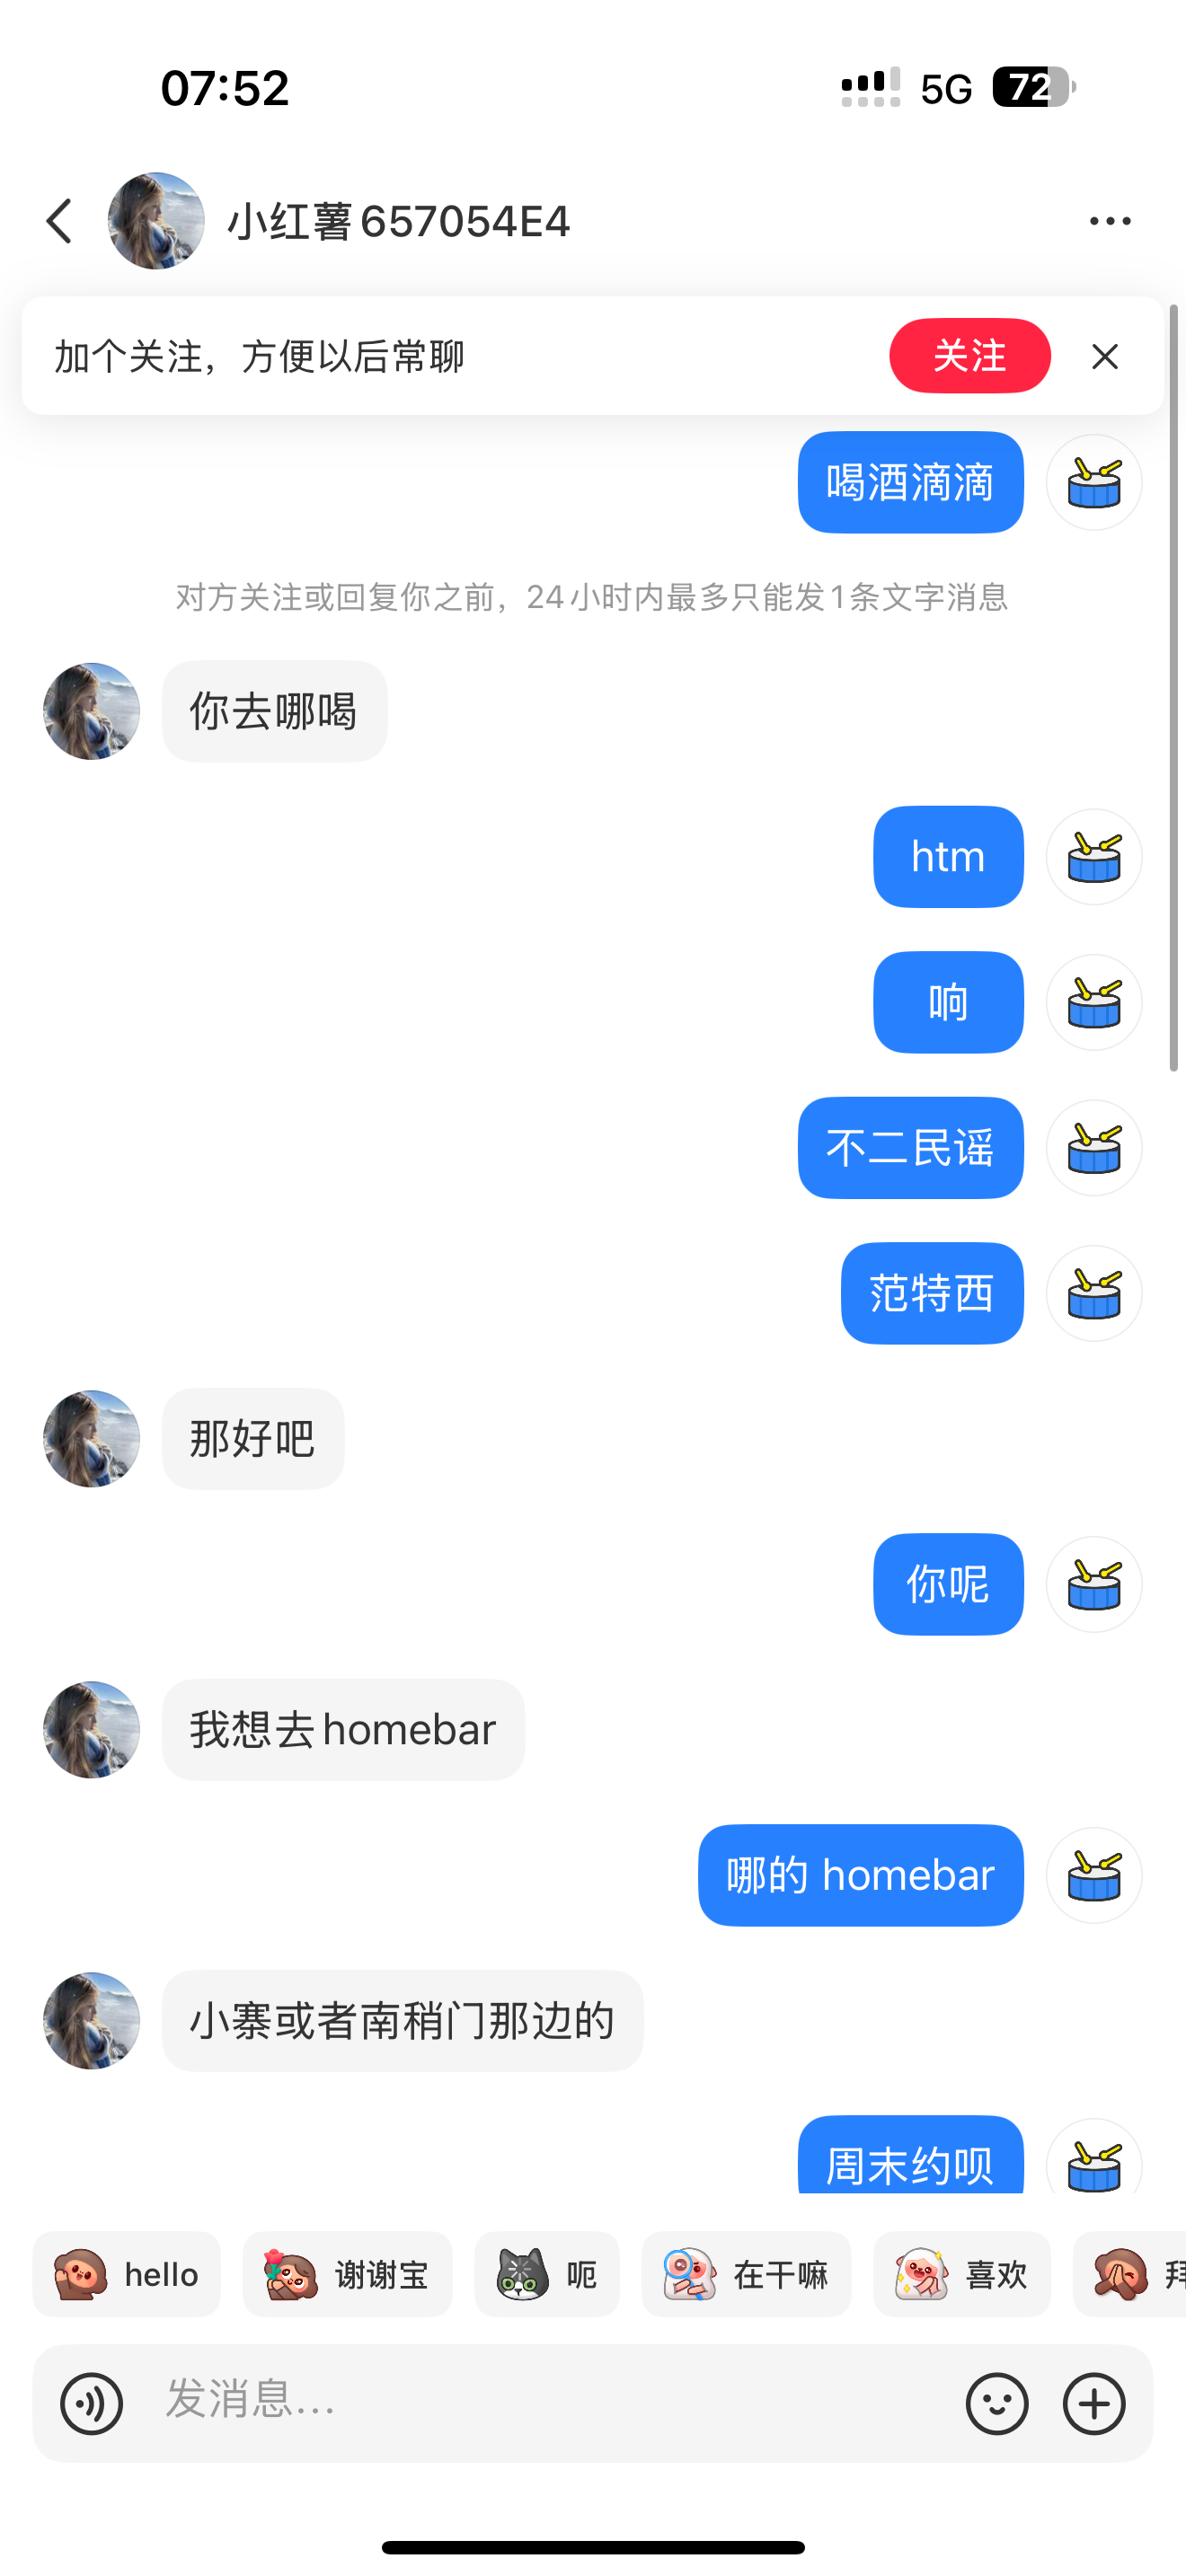 07:52
5G 72
小红薯657054E4
加个关注，方便以后常聊
关注
喝酒滴滴
对方关注或回复你之前，24小时内最多只能发1条文字消息
你去哪喝
htm
响
不二民谣
范特西
那好吧
你呢
我想去homebar
哪的 homebar
小寨或者南稍门那边的
周末约呗
hello 谢谢宝 呃 在干嘛 喜欢 拜
发消息...